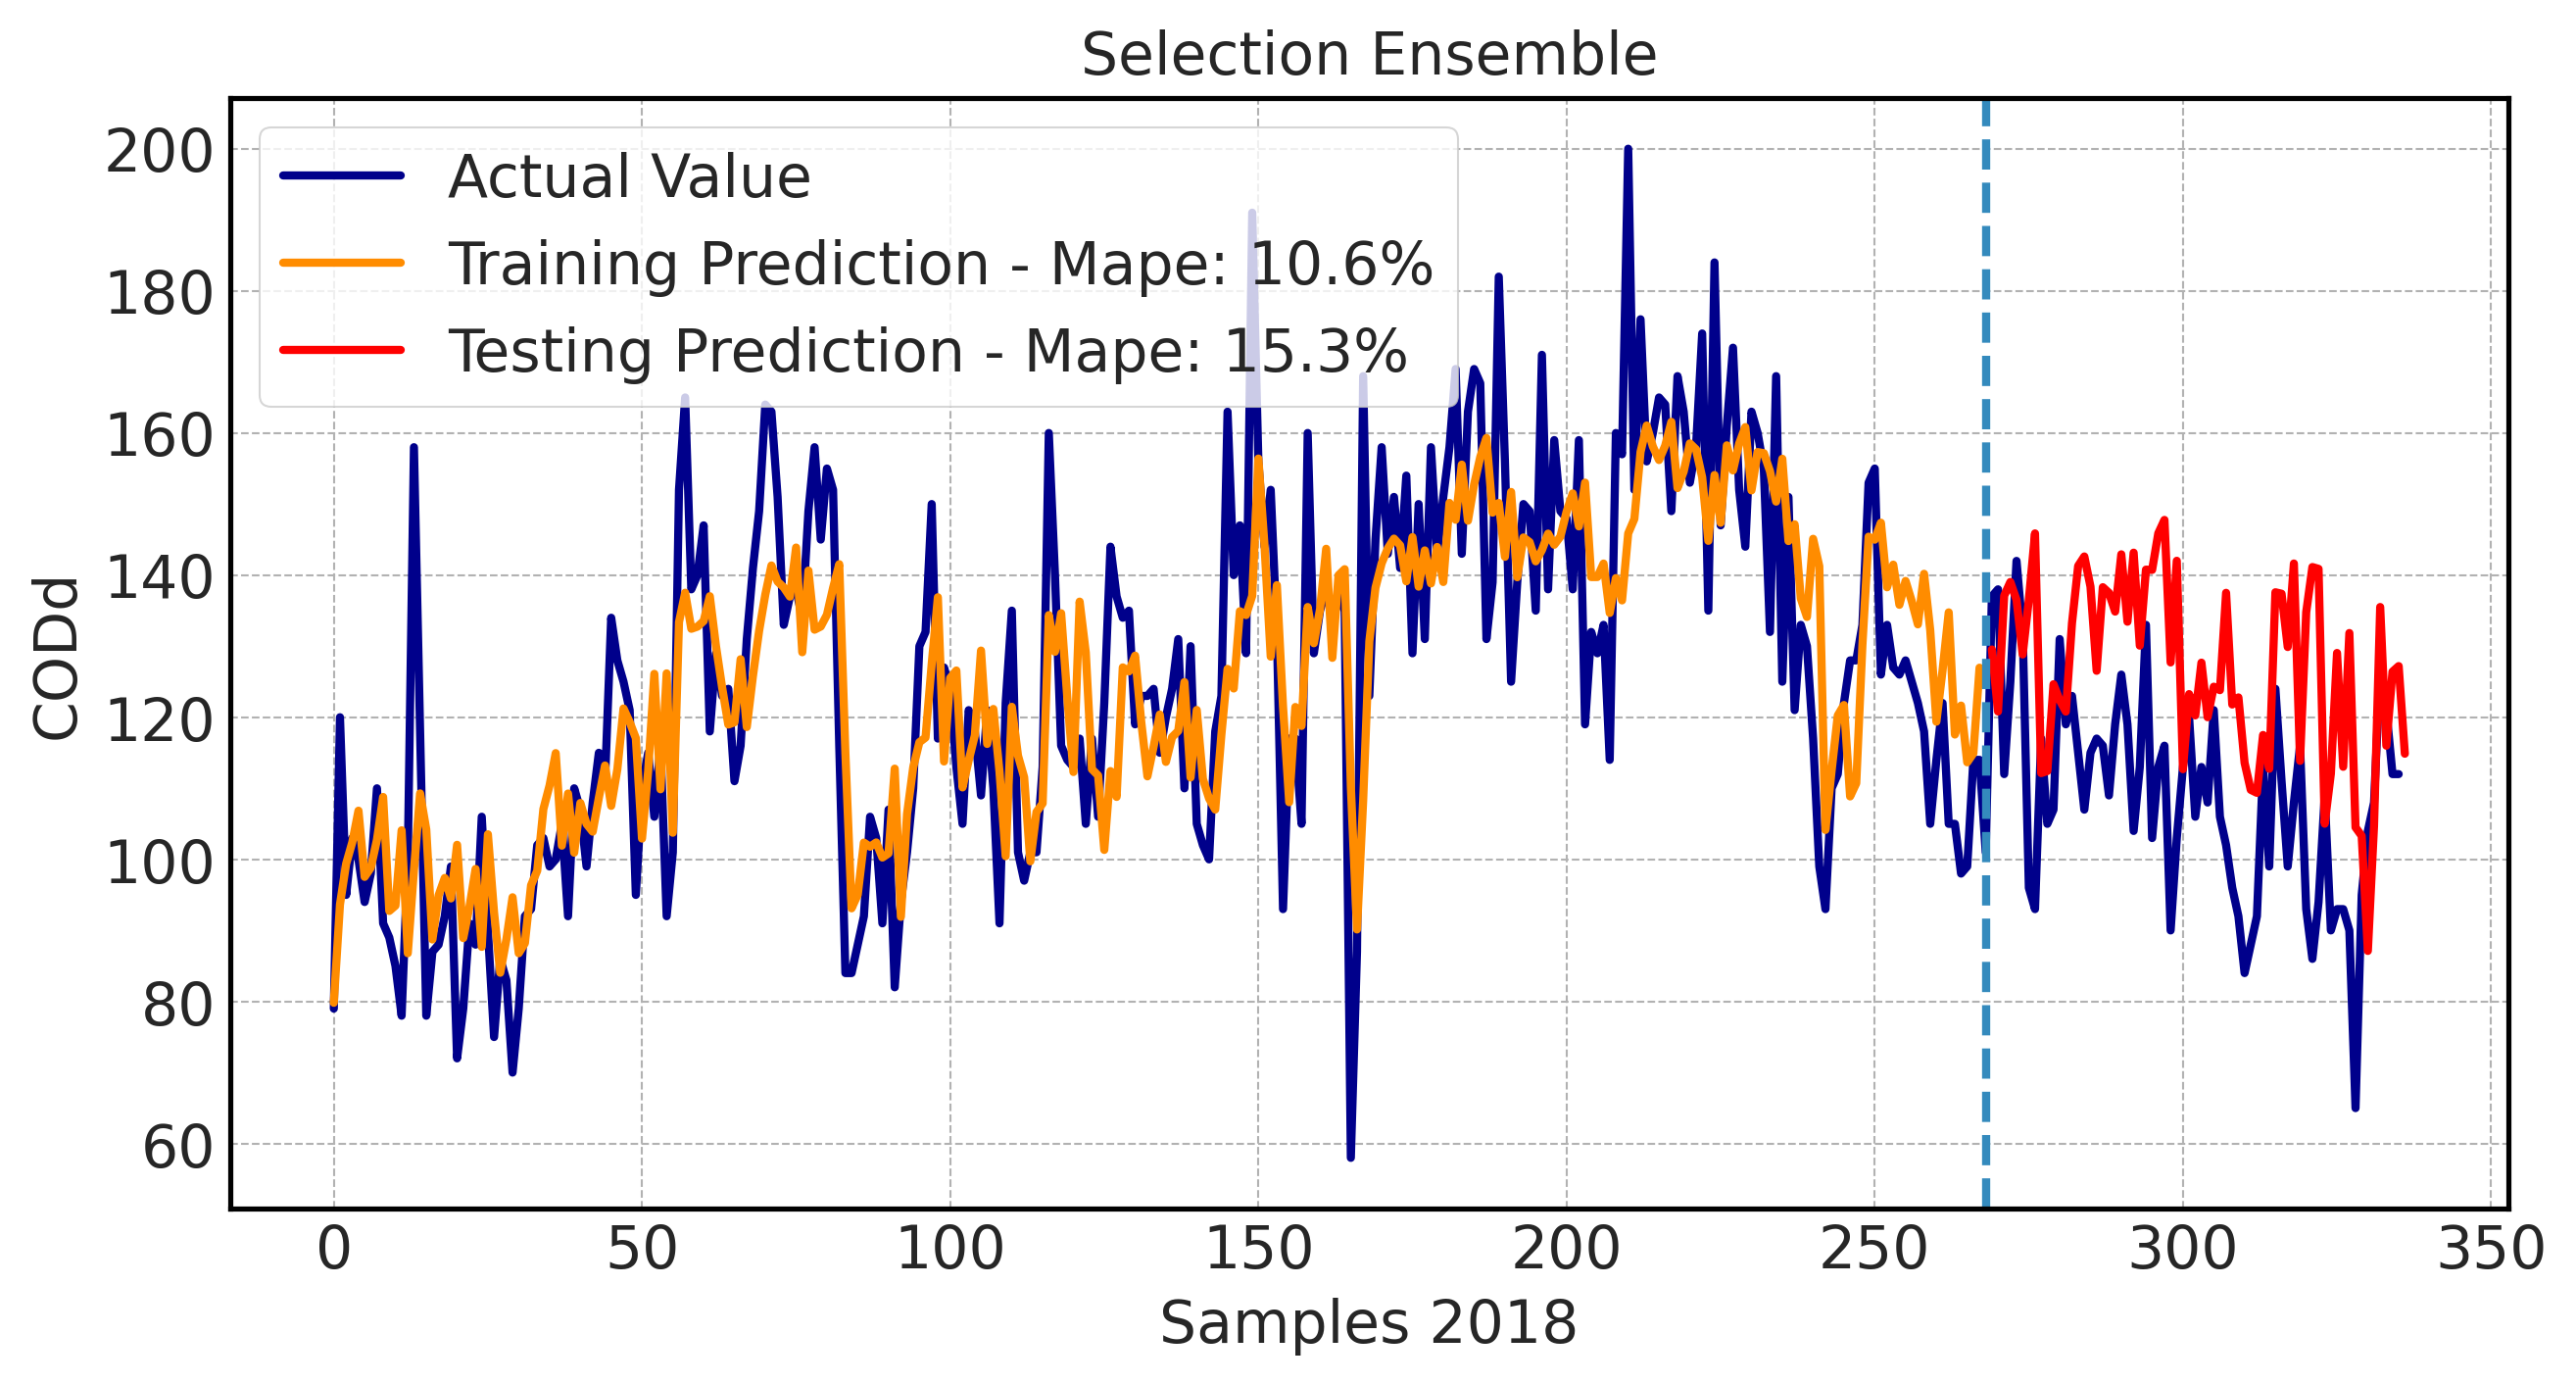 Selection Ensemble
200
180
160
140
120
100
80
60
CODd
Actual Value
Training Prediction - Mape: 10.6%
Testing Prediction - Mape: 15.3%
0 50 100 150 200 250 300 350
Samples 2018